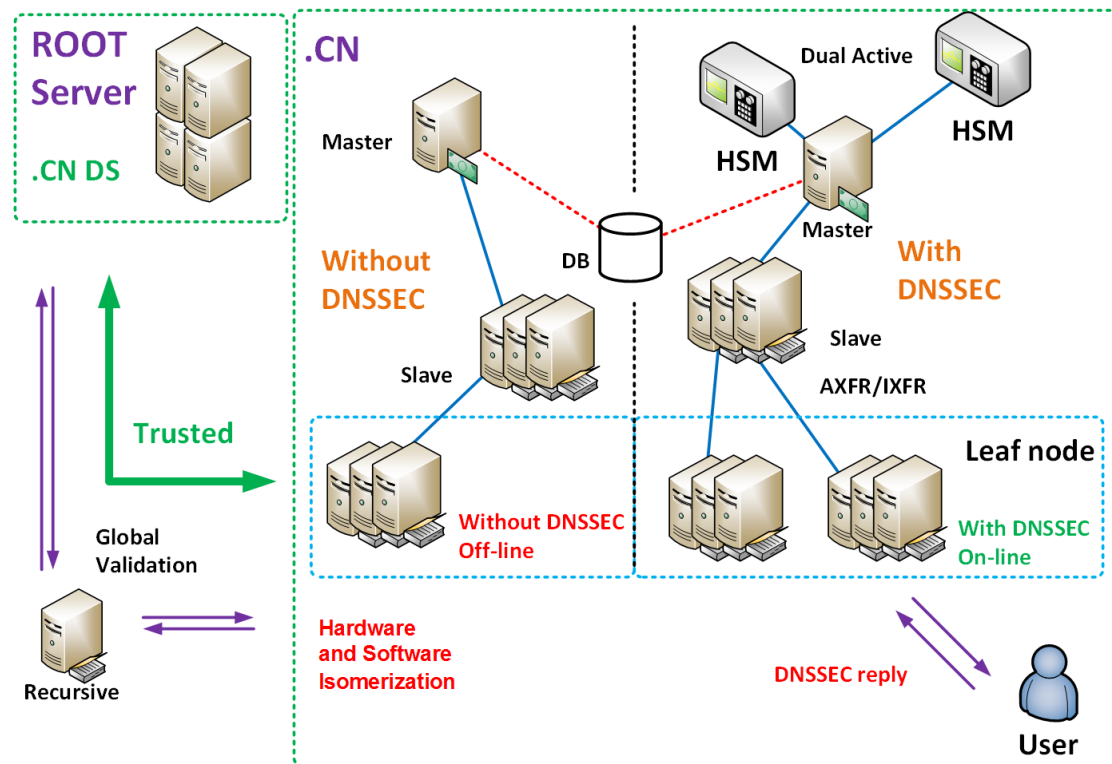 ROOT
Server
.CN DS
.CN
Master
Dual Active
HSM
HSM
Master
DB
Without
DNSSEC
With
DNSSEC
Slave
Slave
AXFR/IXFR
Trusted
Leaf node
Without DNSSEC
Off-line
With DNSSEC
On-line
Global
Validation
Recursive
Hardware
and Software
Isomerization
DNSSEC reply
User